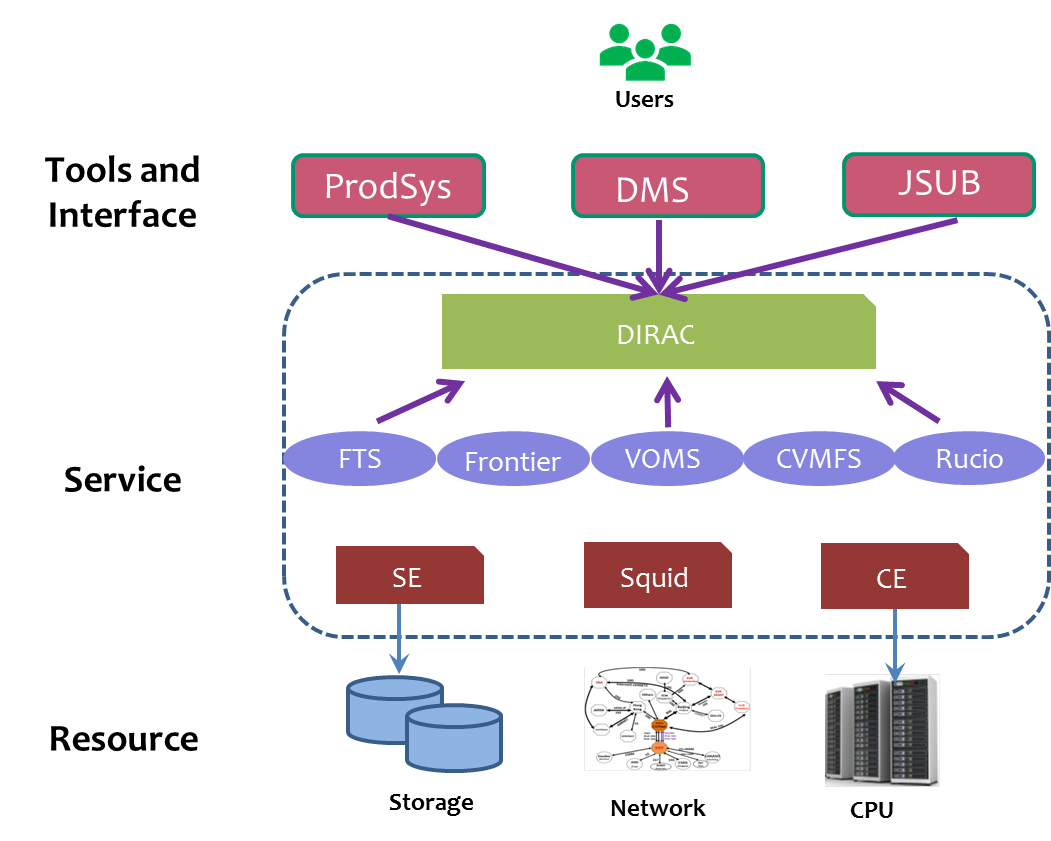 Users
Tools and
Interface
ProdSys
DMS
JSUB
DIRAC
Service
FTS
Frontier
VOMS
CVMFS
Rucio
SE
Squid
CE
Resource
Storage
Network
CPU